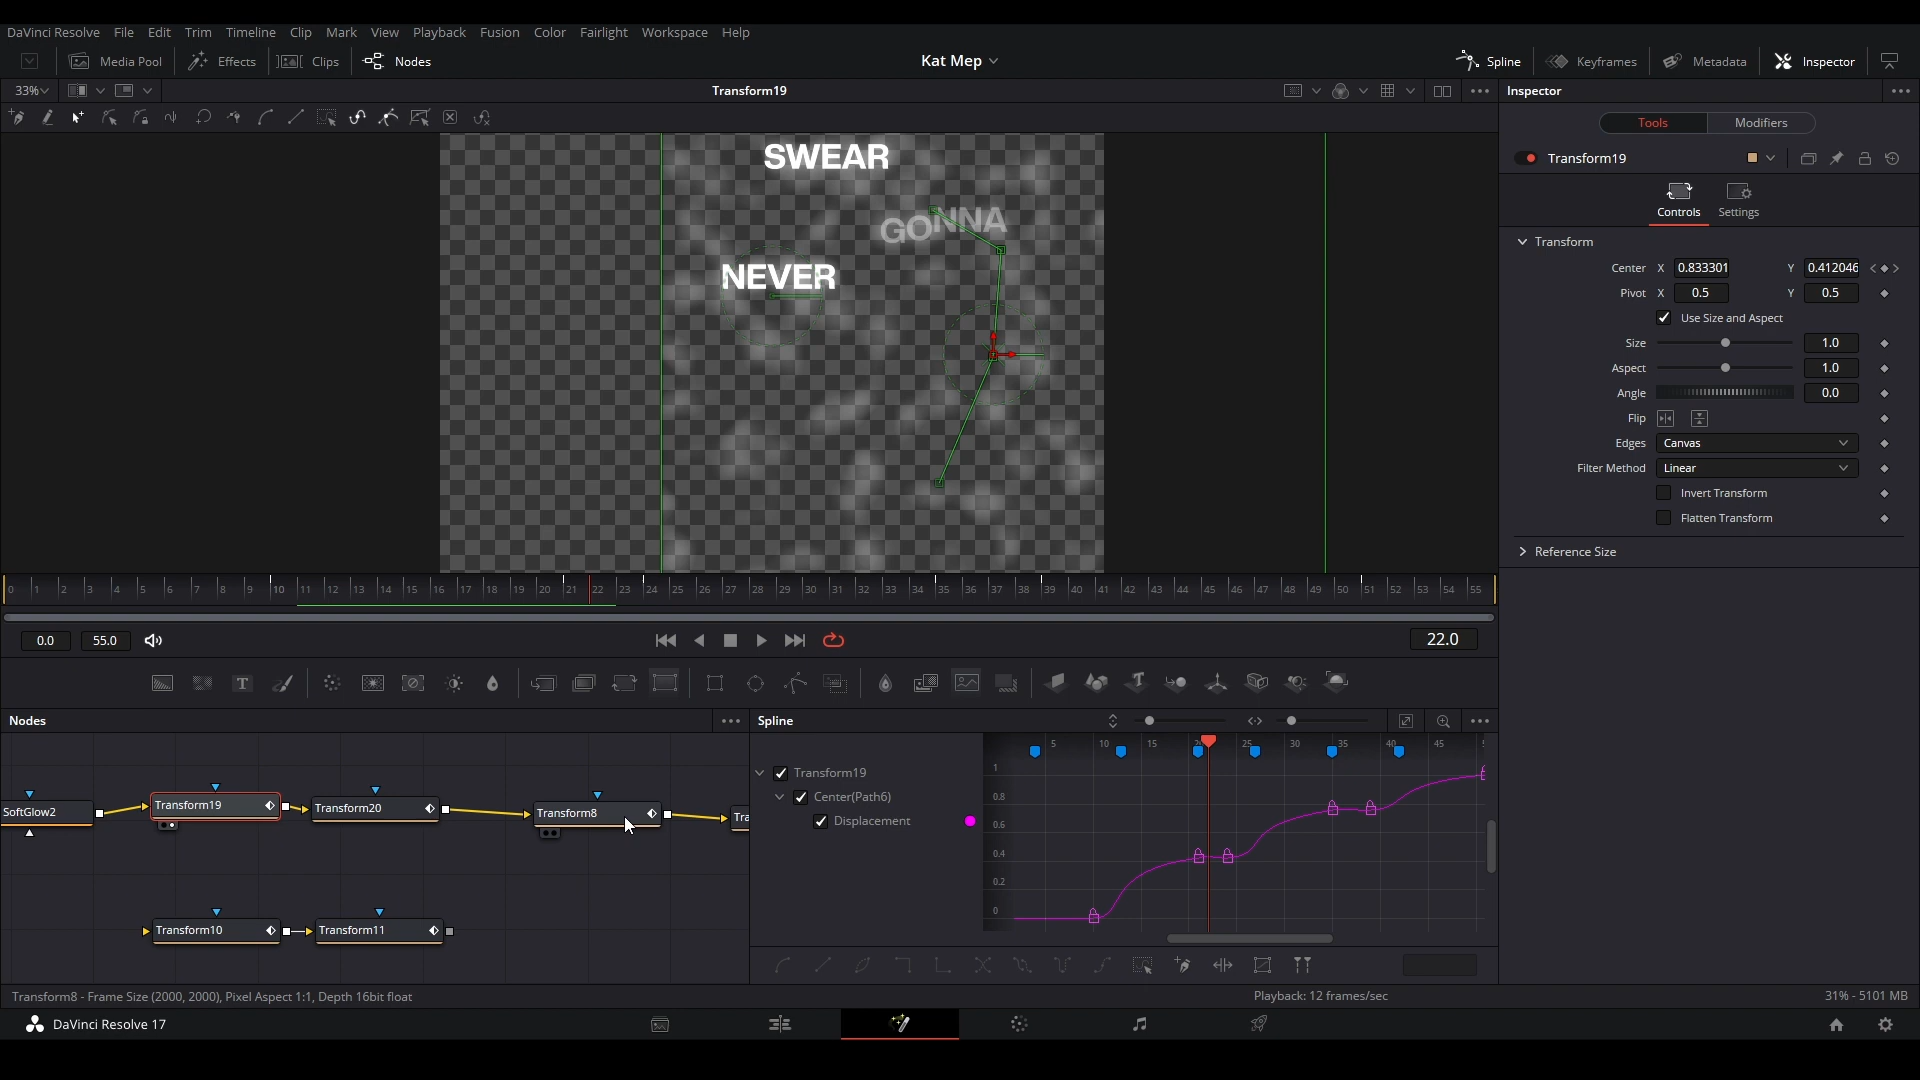 DaVinci Resolve File Edit Trim Timeline Clip Mark View Playback Fusion Color Fairlight Workspace Help
Media Pool Effects Clips Nodes Kat Mep Spline Keyframes Metadata Inspector
33% Transform19 Inspector
Tools Modifiers
Transform19
Controls Settings
Transform
Center X 0.833301 Y 0.412046
Pivot X 0.5 Y 0.5
Use Size and Aspect
Size 1.0
Aspect 1.0
Angle 0.0
Flip
Edges Canvas
Filter Method Linear
Invert Transform
Flatten Transform
Reference Size
SWEAR
GONNA
NEVER
0 1 2 3 4 5 6 7 8 9 10 11 12 13 14 15 16 17 18 19 20 21 22 24 25 26 27 28 29 30 31 32 33 34 35 36 37 38 39 40 41 42 43 44 45 46 47 48 49 50 51 52 53 54 55
0.0 55.0 22.0
T
Nodes
SoftGlow2 Transform19 Transform20 Transform8 Tra
Transform10 Transform11
Spline
5 10 15 25 30 35 40 45
Transform19
Center(Path6)
Displacement
1
0.8
0.6
0.4
0.2
0
Transform8 - Frame Size (2000, 2000), Pixel Aspect 1:1, Depth 16bit float
Playback: 12 frames/sec
31% - 5101 MB
DaVinci Resolve 17